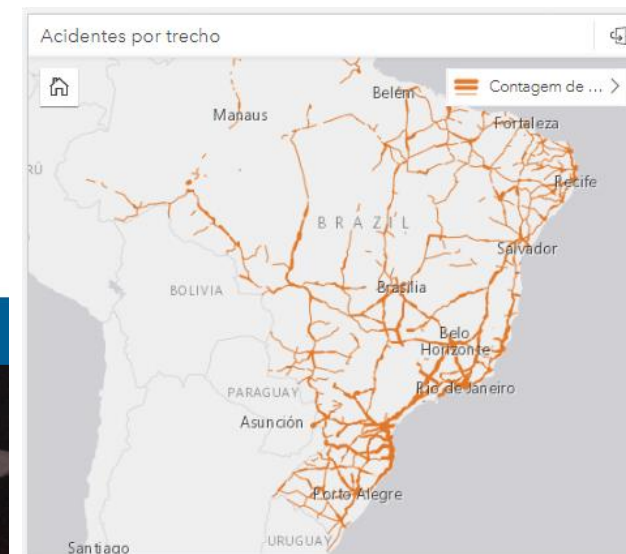 Acidentes por trecho
Contagem de ...
Belém
Manaus
Fortaleza
RÚ
Recife
BRAZIL
Salvador
BOLIVIA
Brasília
Belo
Horizonte
PARAGUAY
Rio de Janeiro
Asunción
Porto Alegre
Santiago
URUGUAY